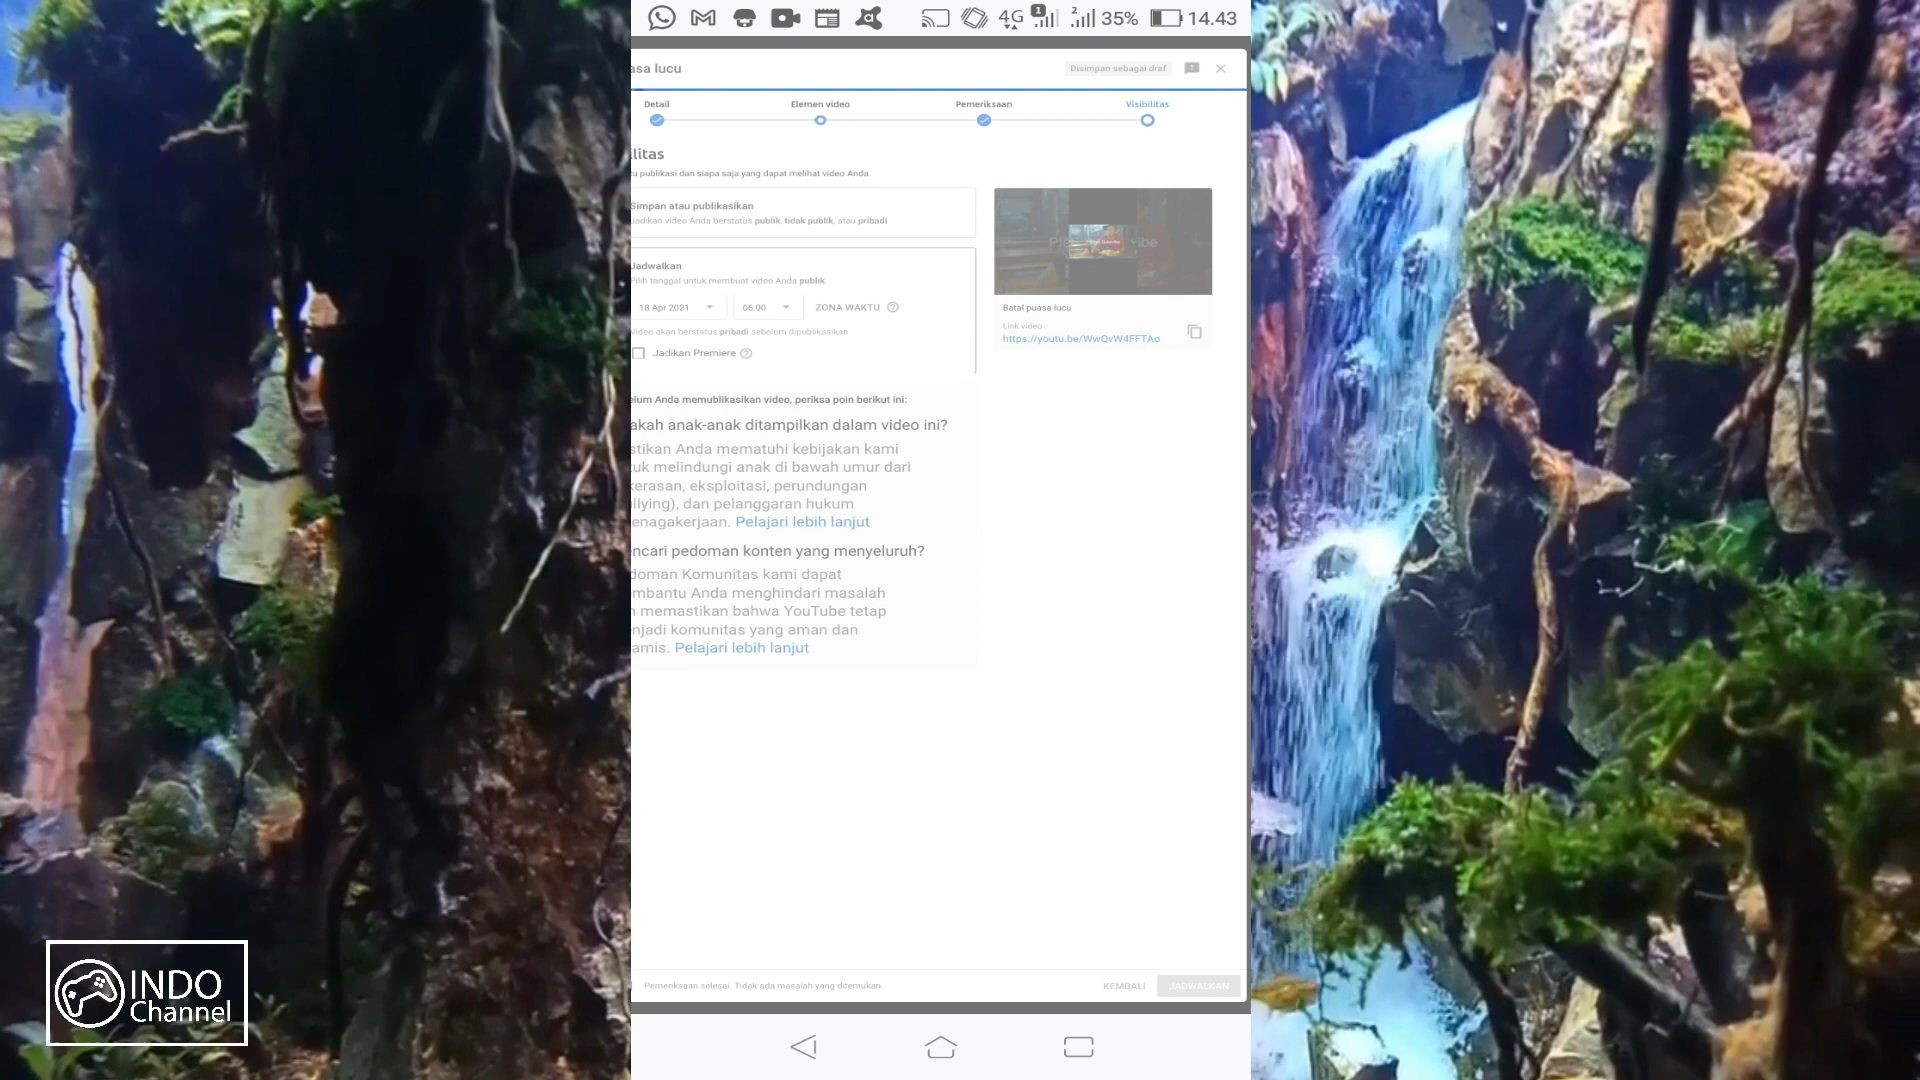 4G 1 2 35% 14.43
asa lucu
Disimpan sebagai draf
Detail Elemen video Pemeriksaan Visibilitas
ilitas
tu publikasi dan siapa saja yang dapat melihat video Anda
Simpan atau publikasikan
Jadikan video Anda berstatus publik, tidak publik, atau pribadi
Jadwalkan
Pilih tanggal untuk membuat video Anda publik
18 Apr 2021 06.00 ZONA WAKTU
Video akan berstatus pribadi sebelum dipublikasikan
Jadikan Premiere
Batal puasa lucu
Link video
https://youtu.be/WwQvW4FFTAo
elum Anda memublikasikan video, periksa poin berikut ini:
akah anak-anak ditampilkan dalam video ini?
stikan Anda mematuhi kebijakan kami
tuk melindungi anak di bawah umur dari
kerasan, eksploitasi, perundungan
llying), dan pelanggaran hukum
enagakerjaan. Pelajari lebih lanjut
encari pedoman konten yang menyeluruh?
doman Komunitas kami dapat
mbantu Anda menghindari masalah
n memastikan bahwa YouTube tetap
njadi komunitas yang aman dan
amis. Pelajari lebih lanjut
Pemeriksaan selesai. Tidak ada masalah yang ditemukan.
KEMBALI JADWALKAN
INDO
Channel